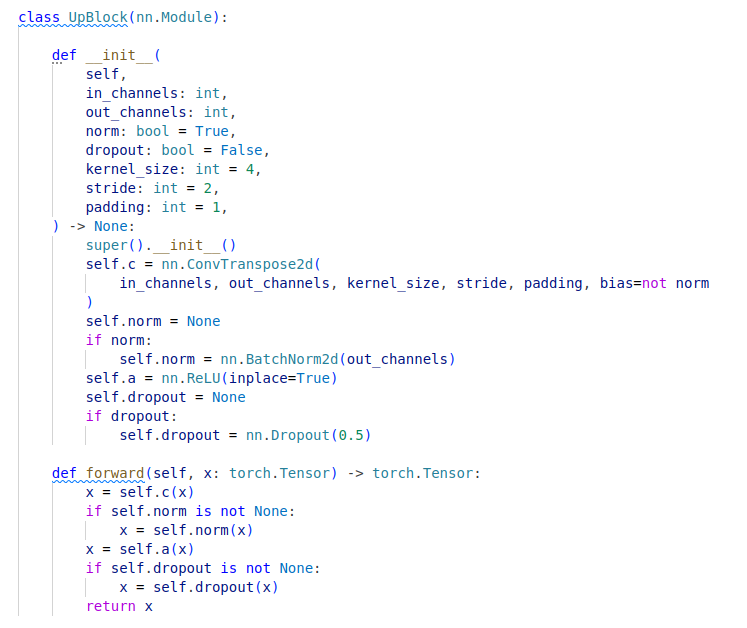 class UpBlock(nn.Module):

    def __init__(
        self,
        in_channels: int,
        out_channels: int,
        norm: bool = True,
        dropout: bool = False,
        kernel_size: int = 4,
        stride: int = 2,
        padding: int = 1,
    ) -> None:
        super().__init__()
        self.c = nn.ConvTranspose2d(
            in_channels, out_channels, kernel_size, stride, padding, bias=not norm
        )
        self.norm = None
        if norm:
            self.norm = nn.BatchNorm2d(out_channels)
        self.a = nn.ReLU(inplace=True)
        self.dropout = None
        if dropout:
            self.dropout = nn.Dropout(0.5)

    def forward(self, x: torch.Tensor) -> torch.Tensor:
        x = self.c(x)
        if self.norm is not None:
            x = self.norm(x)
        x = self.a(x)
        if self.dropout is not None:
            x = self.dropout(x)
        return x